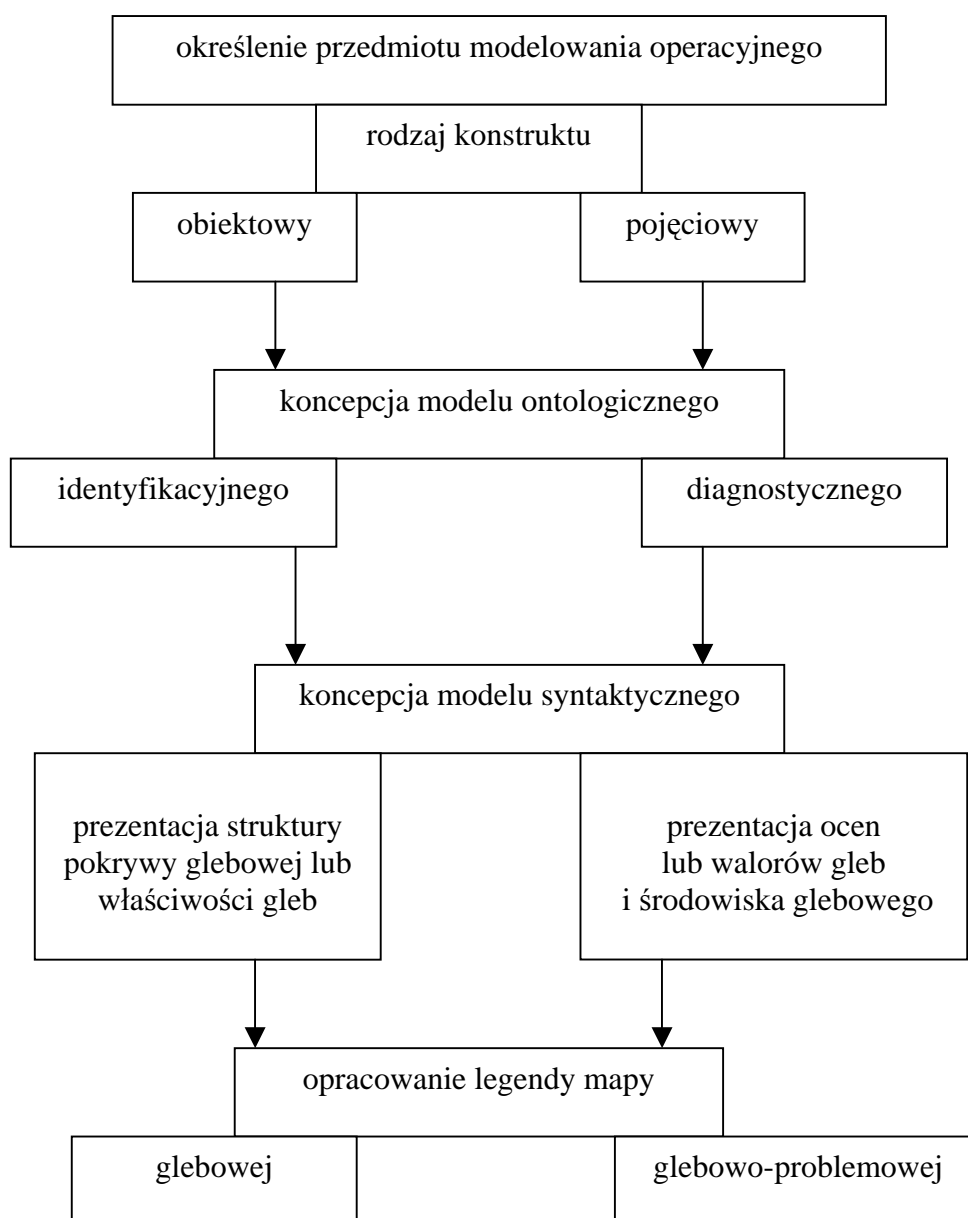 określenie przedmiotu modelowania operacyjnego
rodzaj konstruktu
obiektowy
pojęciowy
koncepcja modelu ontologicznego
identyfikacyjnego
diagnostycznego
koncepcja modelu syntaktycznego
prezentacja struktury
pokrywy glebowej lub
właściwości gleb
prezentacja ocen
lub walorów gleb
i środowiska glebowego
opracowanie legendy mapy
glebowej
glebowo-problemowej